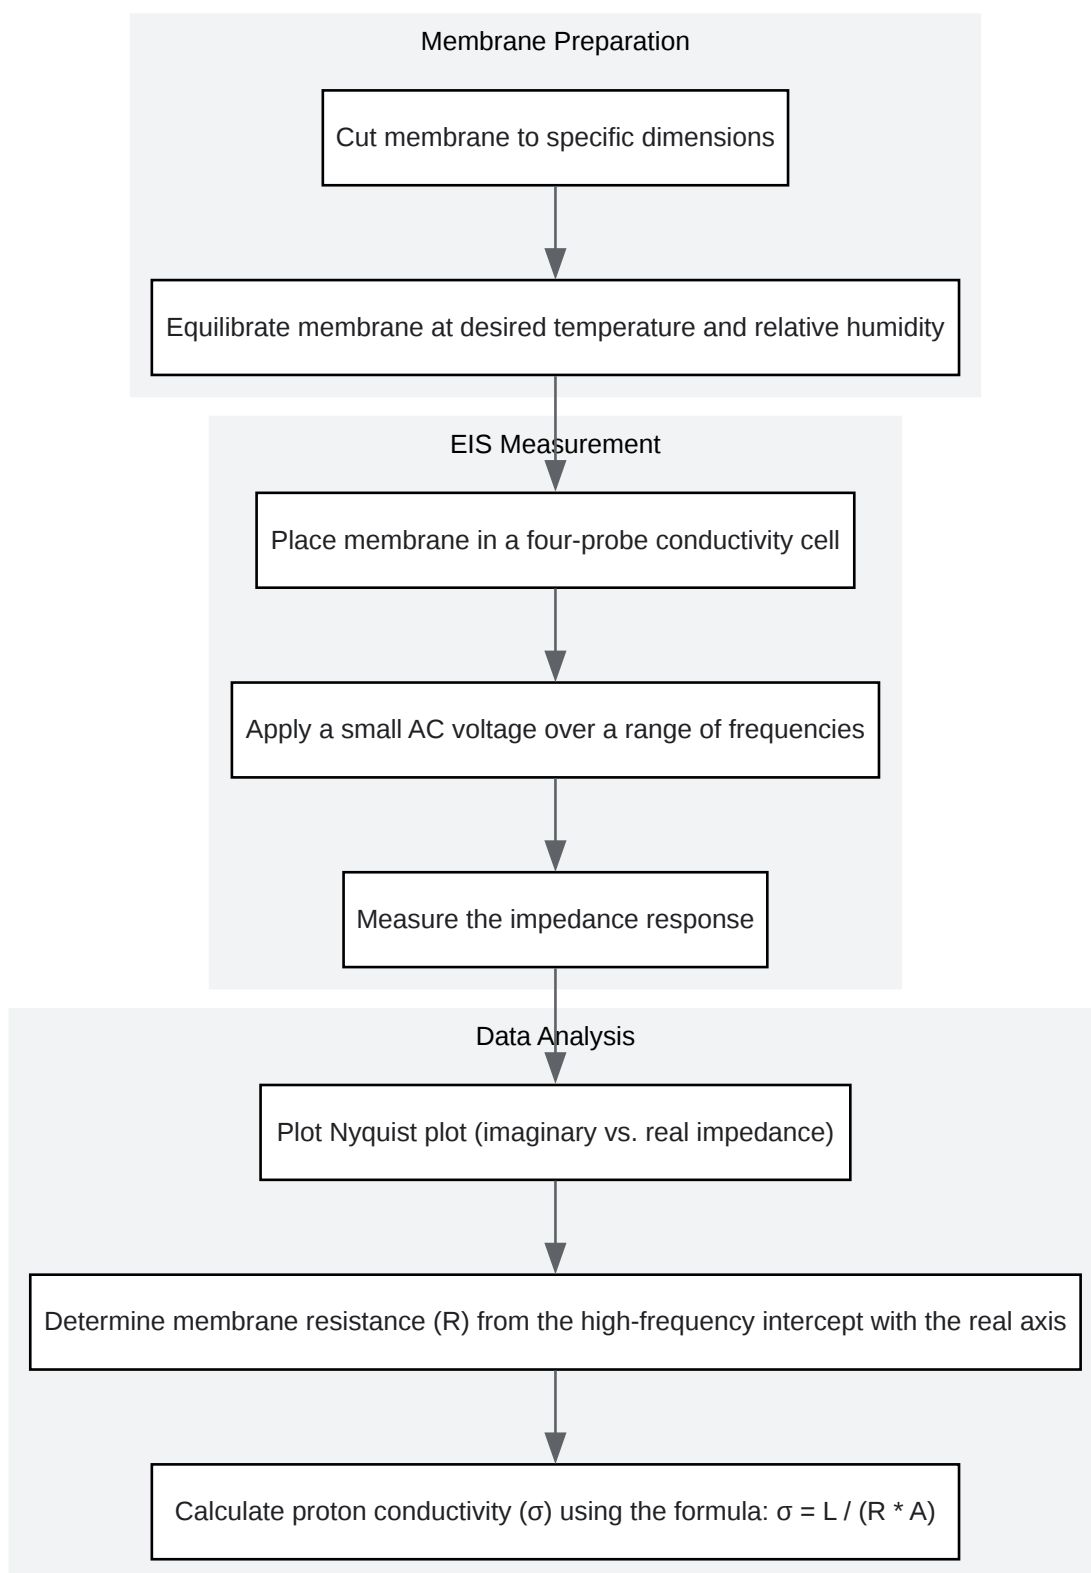 Membrane Preparation
Cut membrane to specific dimensions
Equilibrate membrane at desired temperature and relative humidity
EIS Measurement
Place membrane in a four-probe conductivity cell
Apply a small AC voltage over a range of frequencies
Measure the impedance response
Data Analysis
Plot Nyquist plot (imaginary vs. real impedance)
Determine membrane resistance (R) from the high-frequency intercept with the real axis
Calculate proton conductivity (σ) using the formula: σ = L / (R * A)